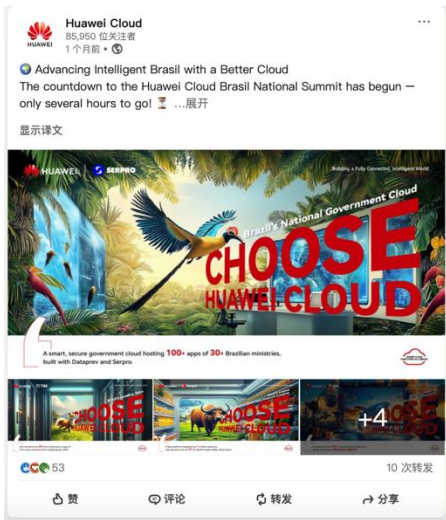 Huawei Cloud
85,950 位关注者
1 个月前 •
Advancing Intelligent Brasil with a Better Cloud
The countdown to the Huawei Cloud Brasil National Summit has begun —
only several hours to go! ...展开
显示译文
HUAWEI
HUAWEI SERPRO
Building a Fully Connected, Intelligent World
Brazil's National Government Cloud
CHOOSE
HUAWEI CLOUD
A smart, secure government cloud hosting 100+ apps of 30+ Brazilian ministries,
built with Dataprev and Serpro.
CHOOSE
CHOOSE
+4
53
10 次转发
赞
评论
转发
分享